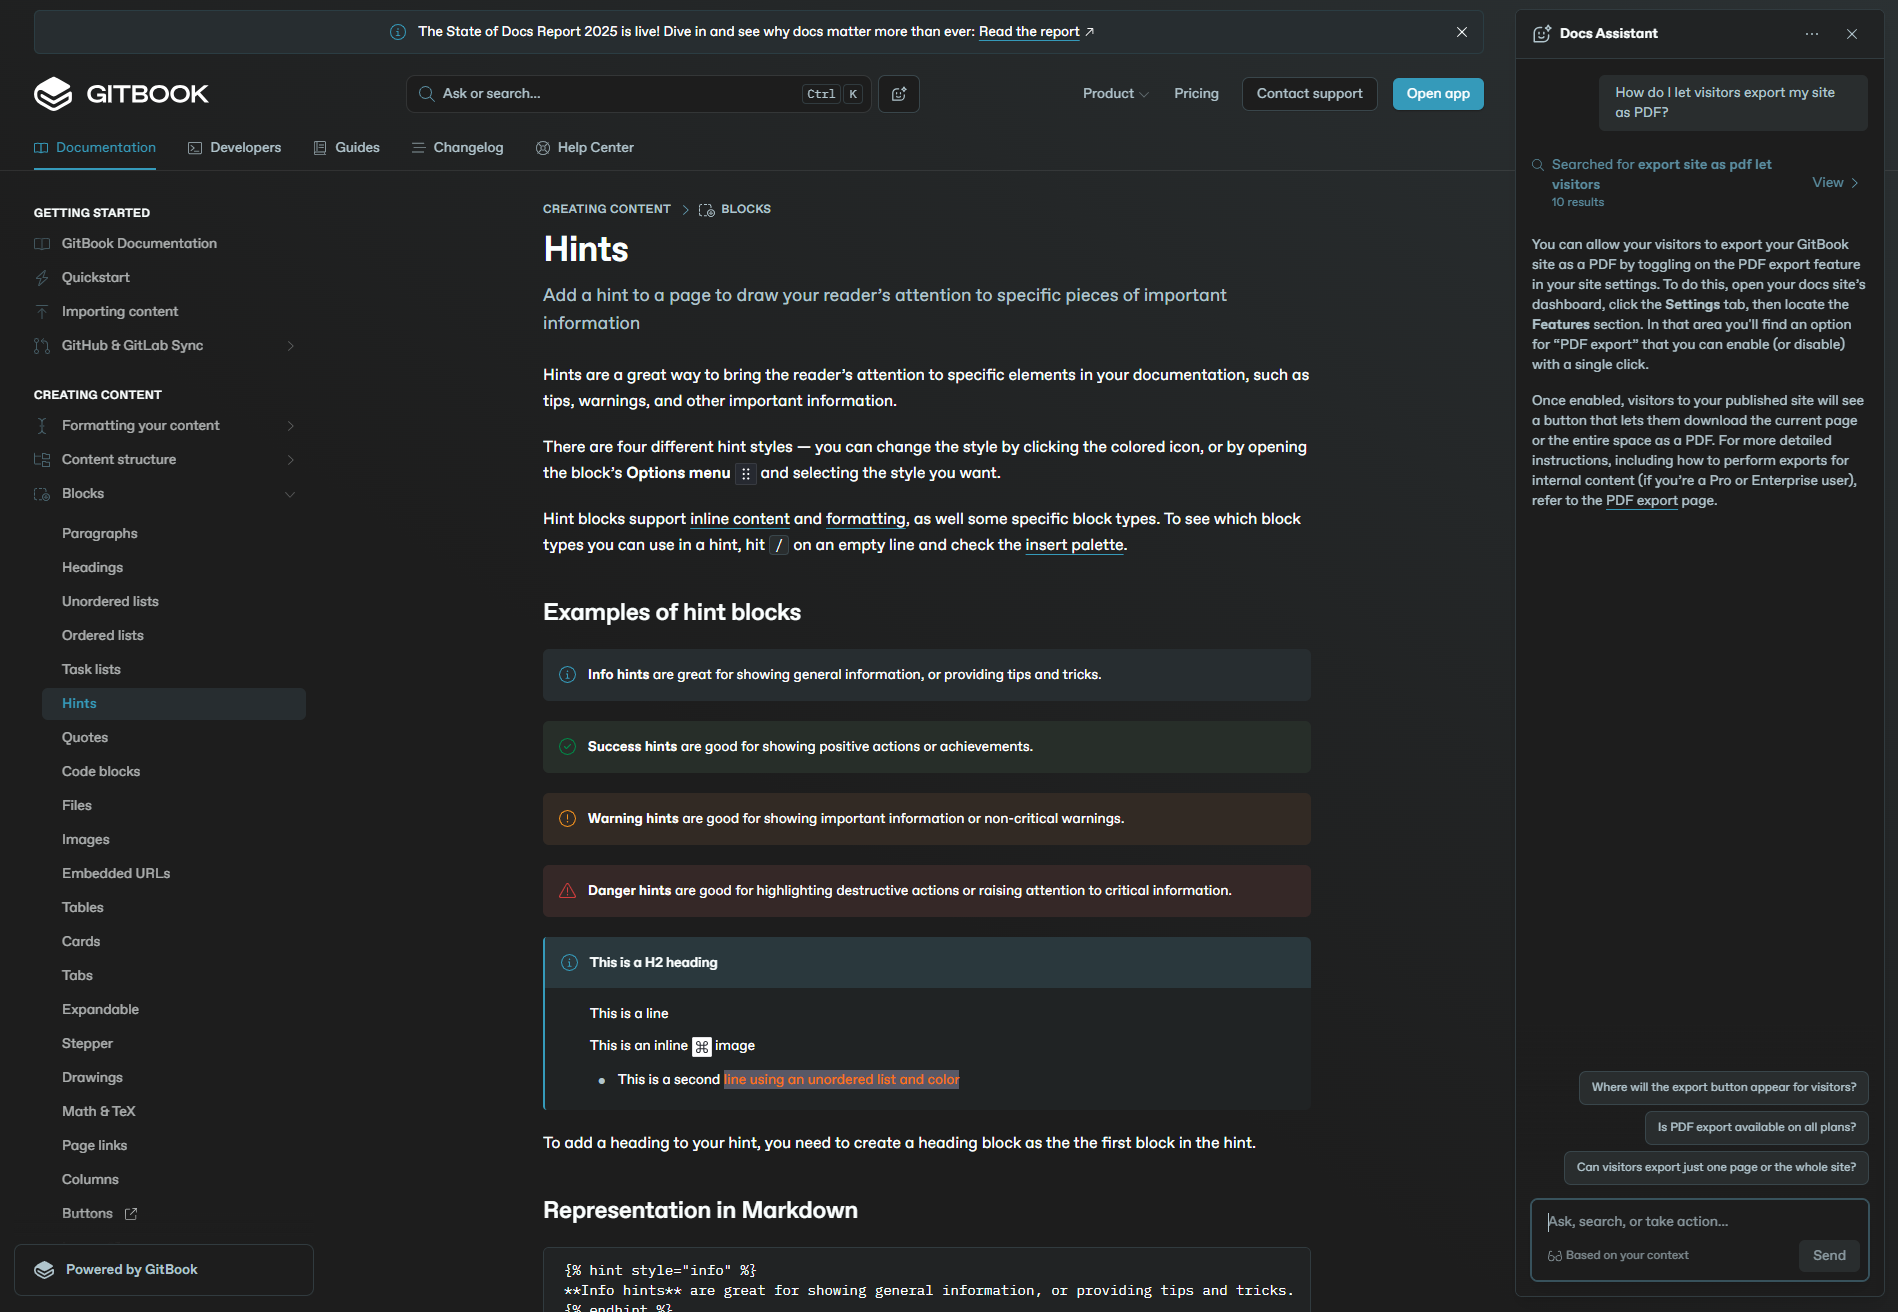 The State of Docs Report 2025 is live! Dive in and see why docs matter more than ever: Read the report ↗
GITBOOK
Ask or search...
Ctrl K
Product
Pricing
Contact support
Open app
Documentation
Developers
Guides
Changelog
Help Center
GETTING STARTED
GitBook Documentation
Quickstart
Importing content
GitHub & GitLab Sync
CREATING CONTENT
Formatting your content
Content structure
Blocks
Paragraphs
Headings
Unordered lists
Ordered lists
Task lists
Hints
Quotes
Code blocks
Files
Images
Embedded URLs
Tables
Cards
Tabs
Expandable
Stepper
Drawings
Math & TeX
Page links
Columns
Buttons
Powered by GitBook
CREATING CONTENT > BLOCKS
Hints
Add a hint to a page to draw your reader’s attention to specific pieces of important
information
Hints are a great way to bring the reader’s attention to specific elements in your documentation, such as
tips, warnings, and other important information.
There are four different hint styles — you can change the style by clicking the colored icon, or by opening
the block’s Options menu and selecting the style you want.
Hint blocks support inline content and formatting, as well some specific block types. To see which block
types you can use in a hint, hit / on an empty line and check the insert palette.
Examples of hint blocks
Info hints are great for showing general information, or providing tips and tricks.
Success hints are good for showing positive actions or achievements.
Warning hints are good for showing important information or non-critical warnings.
Danger hints are good for highlighting destructive actions or raising attention to critical information.
This is a H2 heading
This is a line
This is an inline ⌘ image
• This is a second line using an unordered list and color
To add a heading to your hint, you need to create a heading block as the the first block in the hint.
Representation in Markdown
{% hint style="info" %}
**Info hints** are great for showing general information, or providing tips and tricks.
{% endhint %}
Docs Assistant
How do I let visitors export my site
as PDF?
Searched for export site as pdf let
visitors
10 results
View
You can allow your visitors to export your GitBook
site as a PDF by toggling on the PDF export feature
in your site settings. To do this, open your docs site’s
dashboard, click the Settings tab, then locate the
Features section. In that area you'll find an option
for “PDF export” that you can enable (or disable)
with a single click.
Once enabled, visitors to your published site will see
a button that lets them download the current page
or the entire space as a PDF. For more detailed
instructions, including how to perform exports for
internal content (if you’re a Pro or Enterprise user),
refer to the PDF export page.
Where will the export button appear for visitors?
Is PDF export available on all plans?
Can visitors export just one page or the whole site?
Ask, search, or take action...
Based on your context
Send